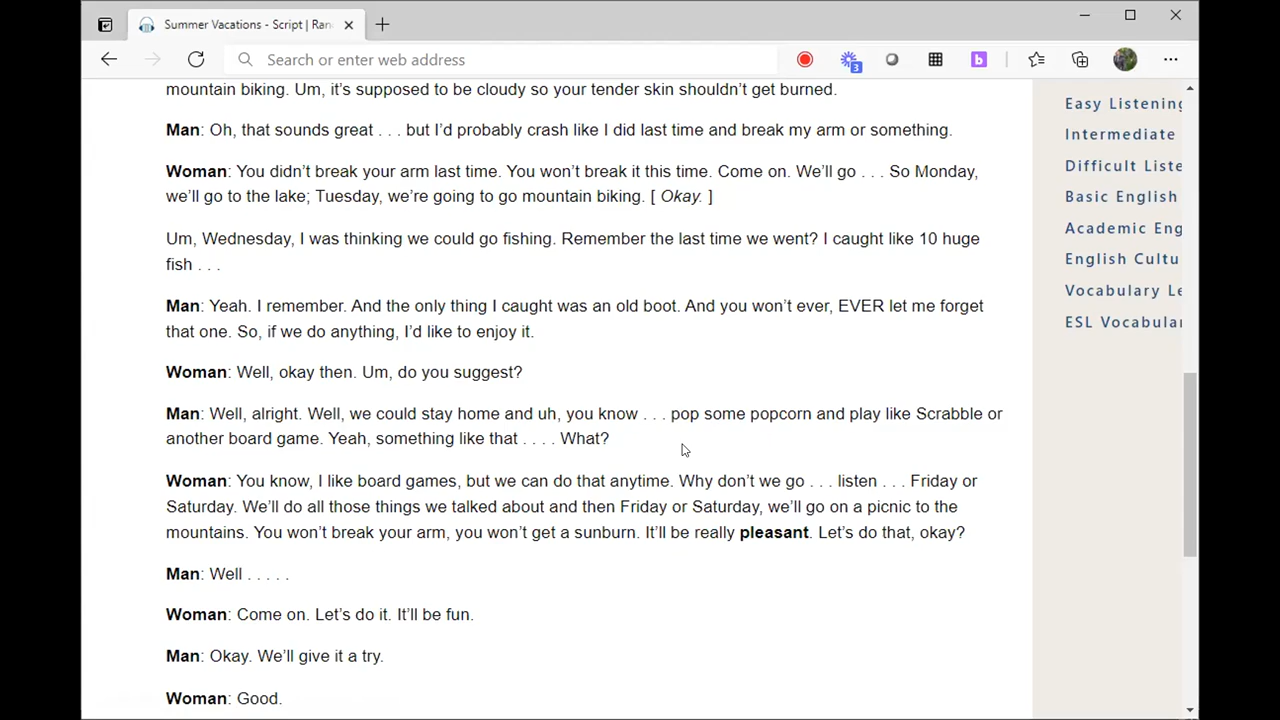 Summer Vacations - Script | Ran
Search or enter web address
3
b
mountain biking. Um, it's supposed to be cloudy so your tender skin shouldn't get burned.
Man: Oh, that sounds great . . . but I'd probably crash like I did last time and break my arm or something.
Woman: You didn't break your arm last time. You won't break it this time. Come on. We'll go . . . So Monday,
we'll go to the lake; Tuesday, we're going to go mountain biking. [ Okay. ]
Um, Wednesday, I was thinking we could go fishing. Remember the last time we went? I caught like 10 huge
fish . . .
Man: Yeah. I remember. And the only thing I caught was an old boot. And you won't ever, EVER let me forget
that one. So, if we do anything, I'd like to enjoy it.
Woman: Well, okay then. Um, do you suggest?
Man: Well, alright. Well, we could stay home and uh, you know . . . pop some popcorn and play like Scrabble or
another board game. Yeah, something like that . . . . What?
Woman: You know, I like board games, but we can do that anytime. Why don't we go . . . listen . . . Friday or
Saturday. We'll do all those things we talked about and then Friday or Saturday, we'll go on a picnic to the
mountains. You won't break your arm, you won't get a sunburn. It'll be really pleasant. Let's do that, okay?
Man: Well . . . . .
Woman: Come on. Let's do it. It'll be fun.
Man: Okay. We'll give it a try.
Woman: Good.
Easy Listening
Intermediate
Difficult Liste
Basic English
Academic Eng
English Cultu
Vocabulary Le
ESL Vocabular